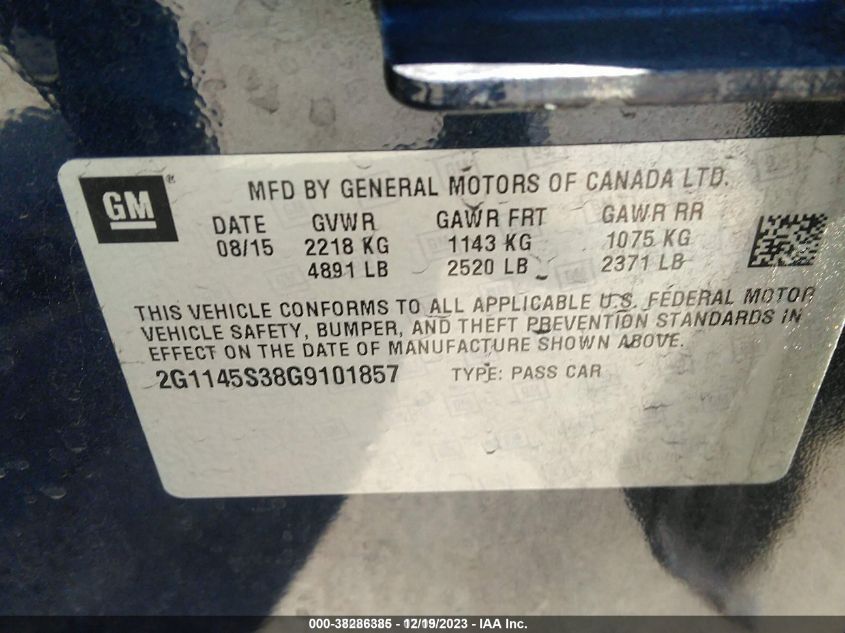 GM®
MFD BY GENERAL MOTORS OF CANADA LTD.
DATE GVWR GAWR FRT GAWR RR
08/15 2218 KG 1143 KG 1075 KG
4891 LB 2520 LB 2371 LB
THIS VEHICLE CONFORMS TO ALL APPLICABLE U.S. FEDERAL MOTOR
VEHICLE SAFETY, BUMPER, AND THEFT PREVENTION STANDARDS IN
EFFECT ON THE DATE OF MANUFACTURE SHOWN ABOVE.
2G1145S38G9101857 TYPE: PASS CAR
000-38286385 - 12/19/2023 - IAA Inc.